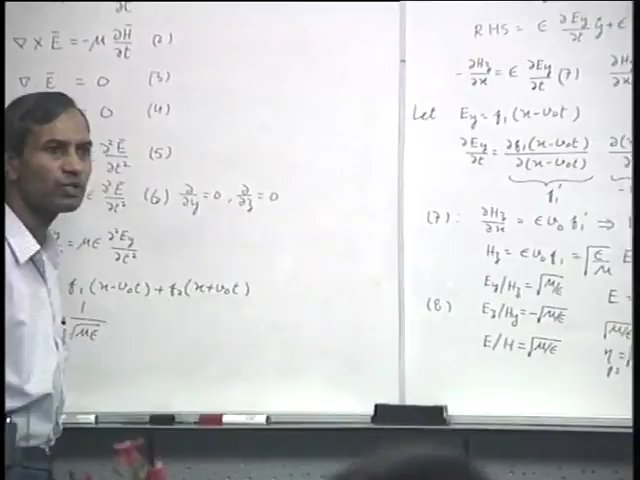 ∇ × Ē = -μ ∂H̄/∂t (2)
∇ Ē = 0 (3)
= 0 (4)
∂²Ē/∂t² (5)
∂²Ē/∂t² (6) ∂/∂y = 0, ∂/∂z = 0
= μϵ ∂²Ey/∂t²
f₁(x-v₀t) + f₂(x+v₀t)
1/√μϵ
RHS = ϵ ∂Ey/∂t ŷ + ϵ
-∂Hz/∂x = ϵ ∂Ey/∂t (7)
Let Ey = f₁(x-v₀t)
∂Ey/∂t = ∂f₁(x-v₀t)/∂(x-v₀t)
f₁'
(7): ∂Hz/∂x = ϵv₀f₁' ⇒
Hz = ϵv₀f₁ = √ϵ/μ E
Ey/Hz = √μ/ϵ
E =
(8) Ez/Hy = -√μ/ϵ
E/H = √μ/ϵ